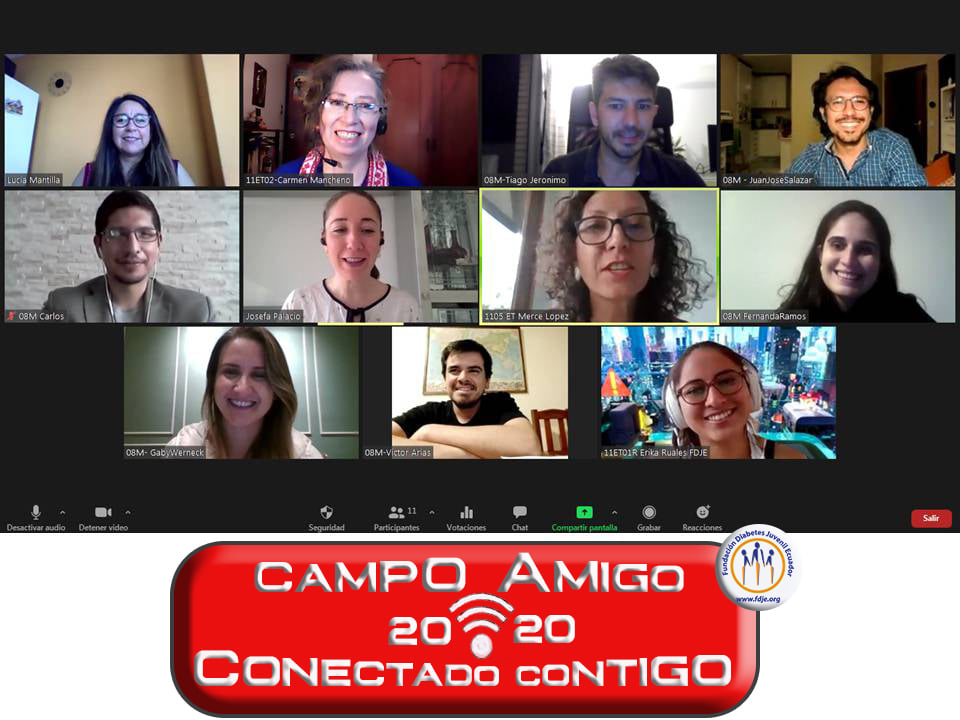 Lucia Mantilla
11ET02-Carmen Mancheno
08M-Tiago Jeronimo
08M - JuanJoseSalazar
08M Carlos
Josefa Palacio
1105 ET Merce Lopez
08M FernandaRamos
08M- GabyWerneck
08M-Victor Arias
11ET01R Erika Ruales FDJE
11
Desactivar audio
Detener video
Seguridad
Participantes
Votaciones
Chat
Compartir pantalla
Grabar
Reacciones
Salir
CAMPO AMIGO
20 20
CONECTADO CONTIGO
Fundación Diabetes Juvenil Ecuador
www.fdje.org